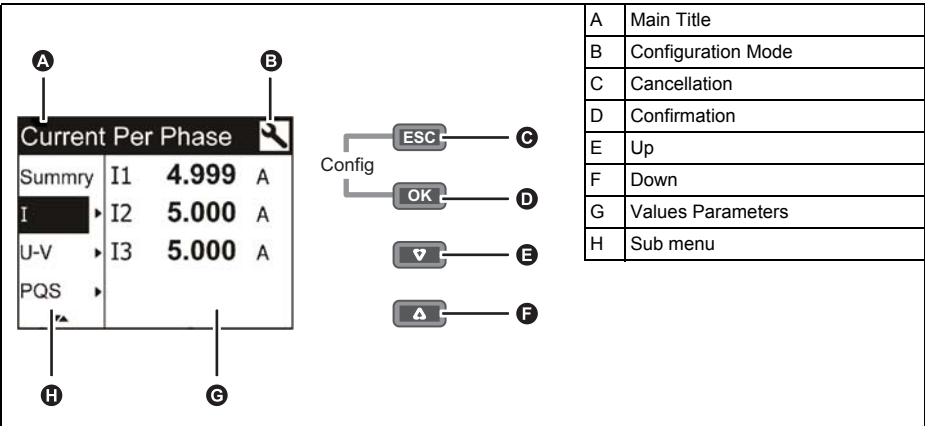 A
B
Current Per Phase
Summry
I
U-V
PQS
I1 4.999 A
I2 5.000 A
I3 5.000 A
H
G
Config
ESC
OK
C
D
E
F
A Main Title
B Configuration Mode
C Cancellation
D Confirmation
E Up
F Down
G Values Parameters
H Sub menu